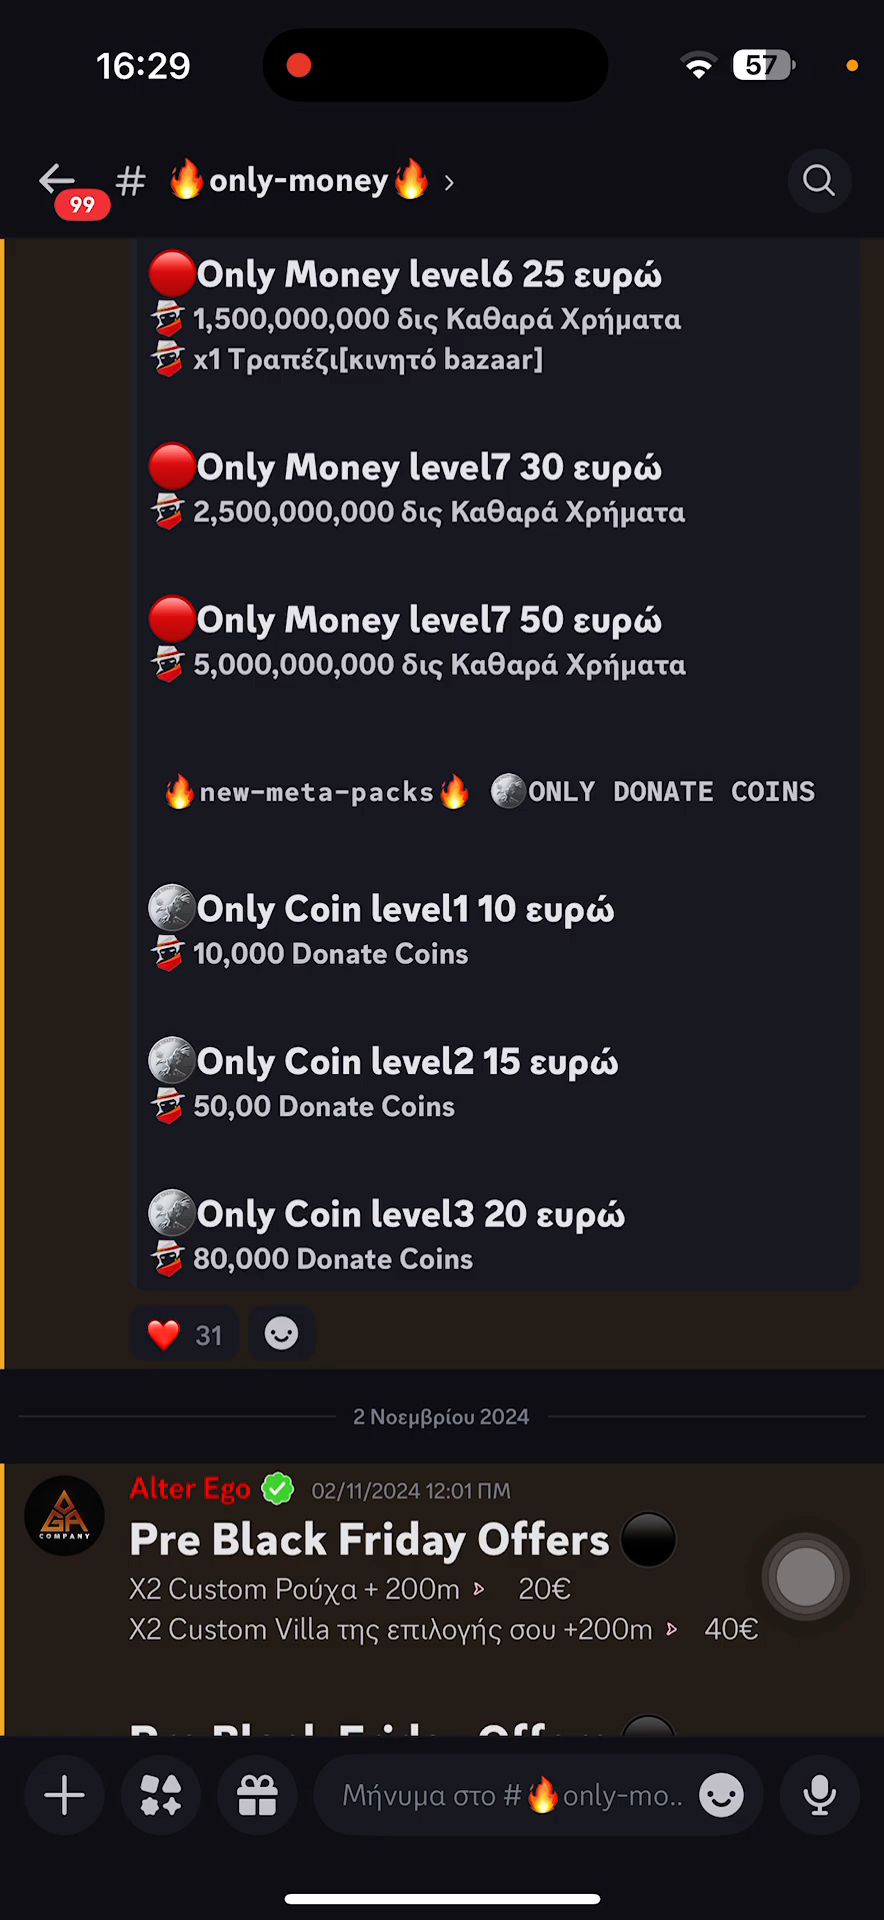 16:29
57
99
# 🔥only-money🔥 ›
🔴Only Money level6 25 ευρώ
1,500,000,000 δις Καθαρά Χρήματα
x1 Τραπέζι[κινητό bazaar]
🔴Only Money level7 30 ευρώ
2,500,000,000 δις Καθαρά Χρήματα
🔴Only Money level7 50 ευρώ
5,000,000,000 δις Καθαρά Χρήματα
🔥new-meta-packs🔥 ONLY DONATE COINS
Only Coin level1 10 ευρώ
10,000 Donate Coins
Only Coin level2 15 ευρώ
50,00 Donate Coins
Only Coin level3 20 ευρώ
80,000 Donate Coins
❤️ 31
2 Νοεμβρίου 2024
Alter Ego 02/11/2024 12:01 ΠΜ
COMPANY
Pre Black Friday Offers
X2 Custom Ρούχα + 200m 20€
X2 Custom Villa της επιλογής σου +200m 40€
Pre Black Friday Offers
Μήνυμα στο #🔥only-mo..